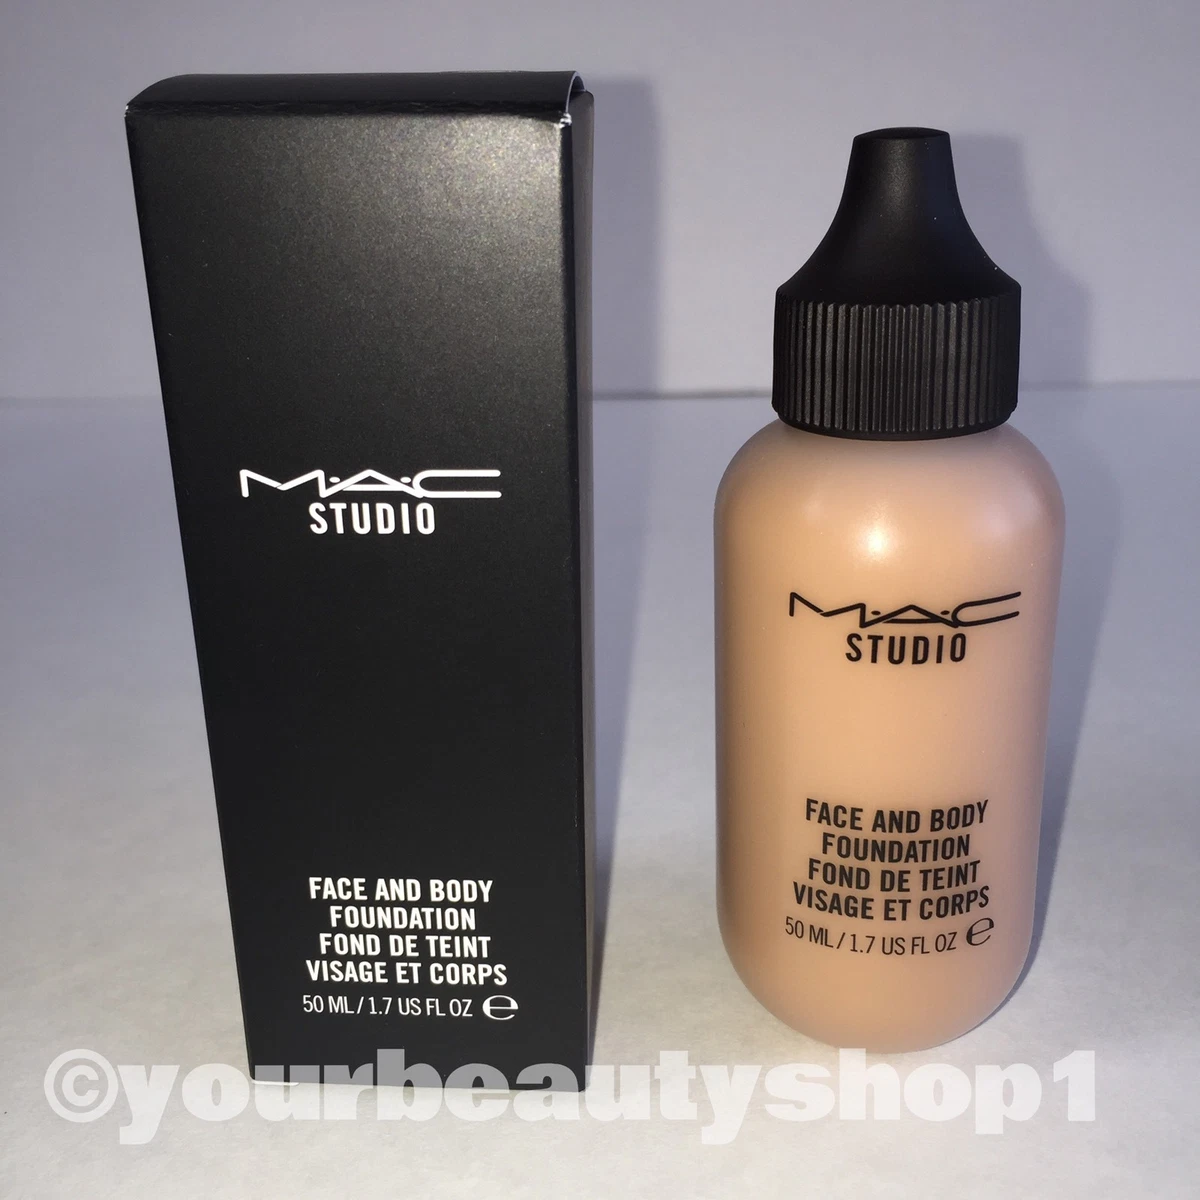 M·A·C
STUDIO
FACE AND BODY
FOUNDATION
FOND DE TEINT
VISAGE ET CORPS
50 ML / 1.7 US FL OZ ℮
M·A·C
STUDIO
FACE AND BODY
FOUNDATION
FOND DE TEINT
VISAGE ET CORPS
50 ML / 1.7 US FL OZ ℮
©yourbeautyshop1